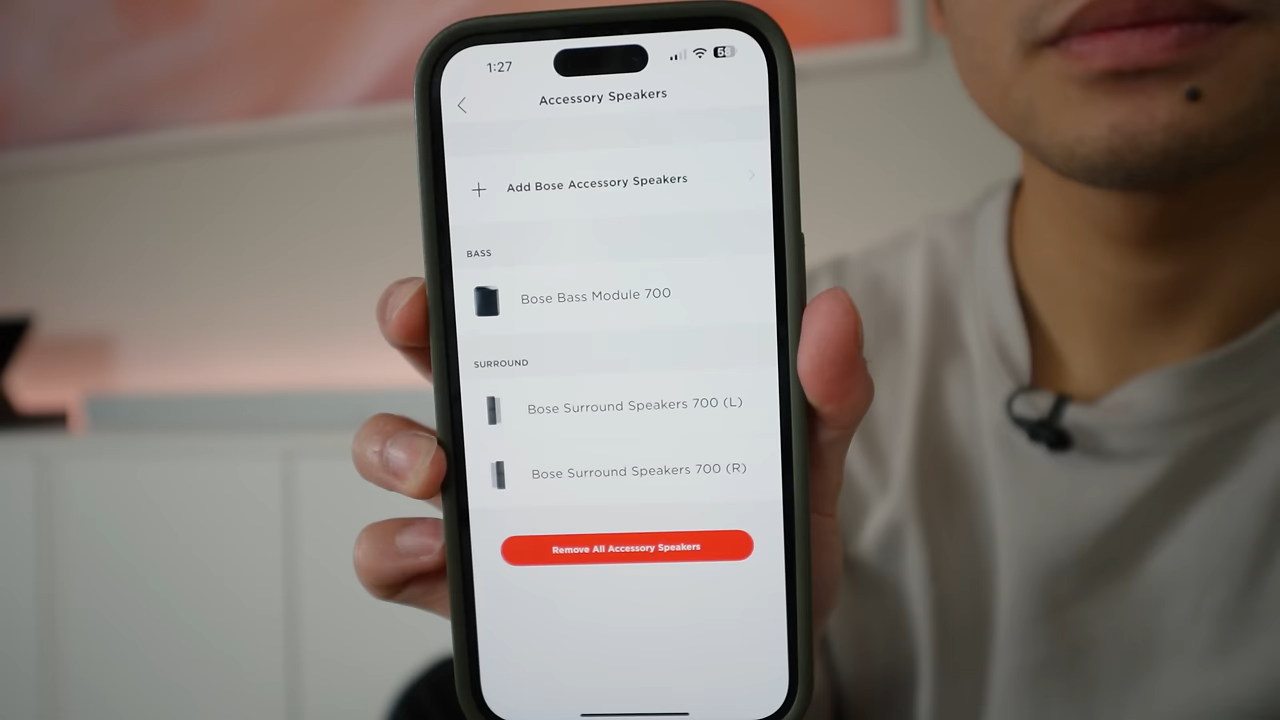 1:27
Accessory Speakers
Add Bose Accessory Speakers
BASS
Bose Bass Module 700
SURROUND
Bose Surround Speakers 700 (L)
Bose Surround Speakers 700 (R)
Remove All Accessory Speakers